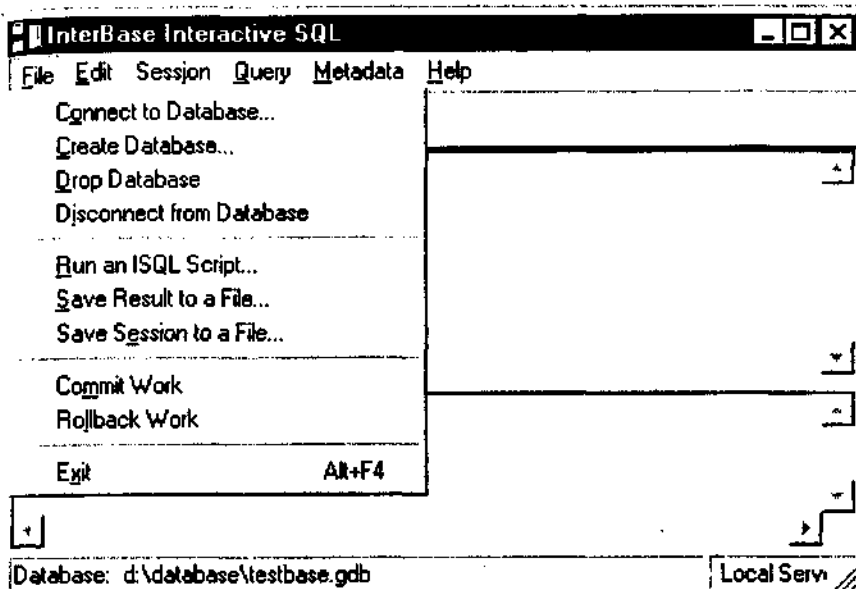 InterBase Interactive SQL
File Edit Session Query Metadata Help
Connect to Database...
Create Database...
Drop Database
Disconnect from Database
Run an ISQL Script...
Save Result to a File...
Save Session to a File...
Commit Work
Rollback Work
Exit Alt+F4
Database: d:\database\testbase.gdb Local Serv